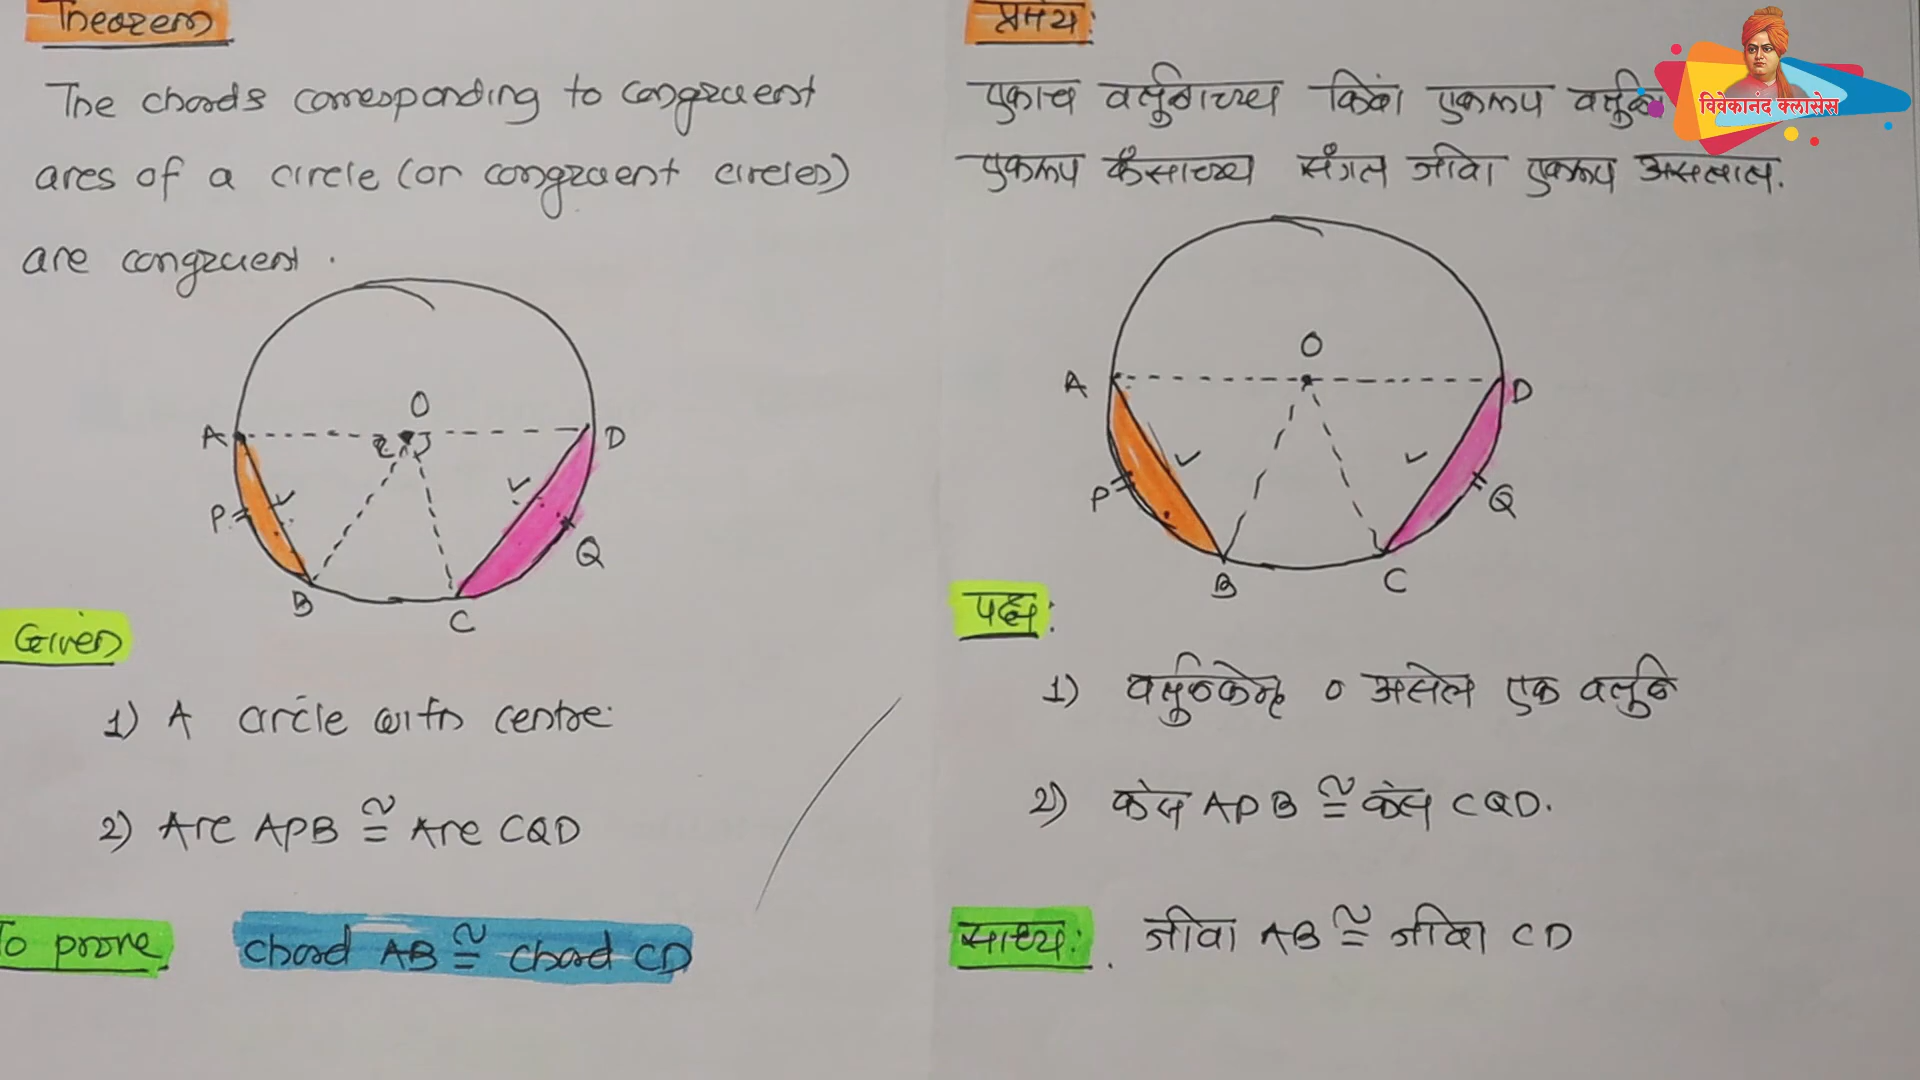 Theorem
The chords corresponding to congruent
arcs of a circle (or congruent circles)
are congruent.
O
A
D
P
B
C
Q
Given
1) A circle with centre
2) Arc APB ≅ Arc CQD
To prove
chord AB ≅ chord CD
प्रमेय:
एकाच वर्तुळाच्या किंवा एकरूप
एकरूप कंसाच्या संगत जीवा एकरूप असतात.
O
A
D
P
B
C
Q
पक्ष:
1) वर्तुळकेंद्र O असलेले एक वर्तुळ
2) कंस APB ≅ कंस CQD.
साध्य: जीवा AB ≅ जीवा CD
विवेकानंद क्लासेस